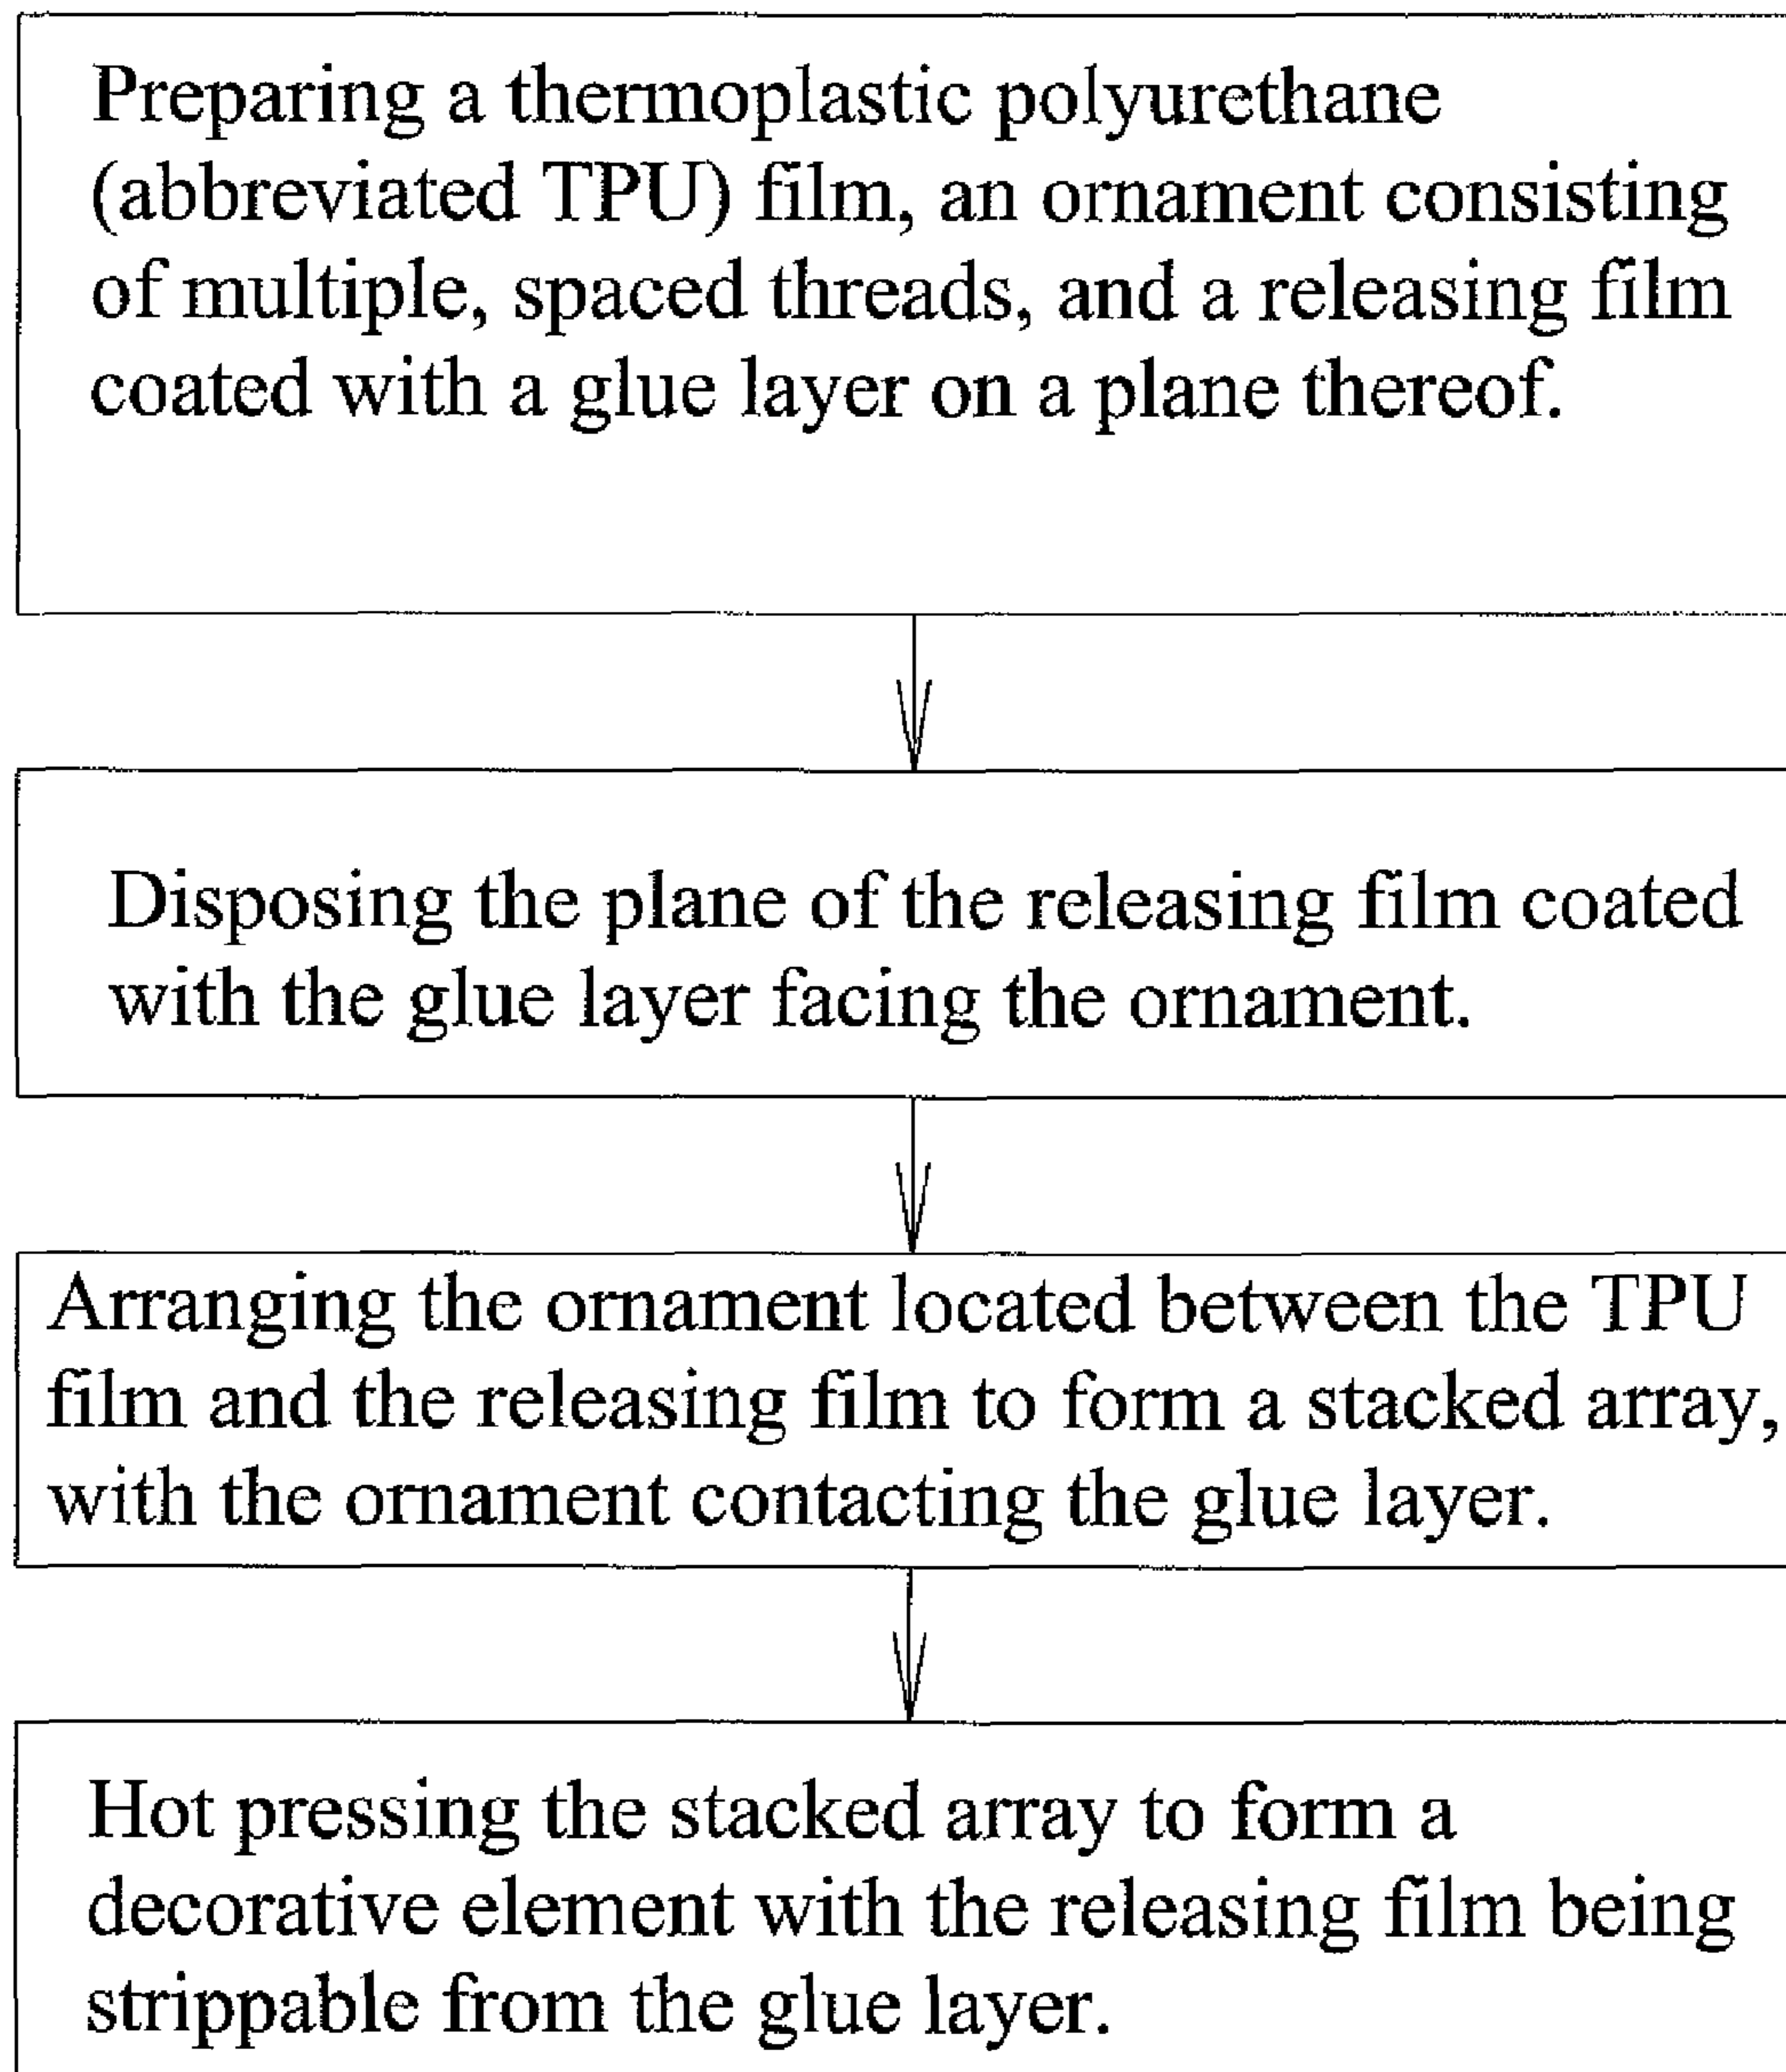 Preparing a thermoplastic polyurethane
(abbreviated TPU) film, an ornament consisting
of multiple, spaced threads, and a releasing film
coated with a glue layer on a plane thereof.
Disposing the plane of the releasing film coated
with the glue layer facing the ornament.
Arranging the ornament located between the TPU
film and the releasing film to form a stacked array,
with the ornament contacting the glue layer.
Hot pressing the stacked array to form a
decorative element with the releasing film being
strippable from the glue layer.